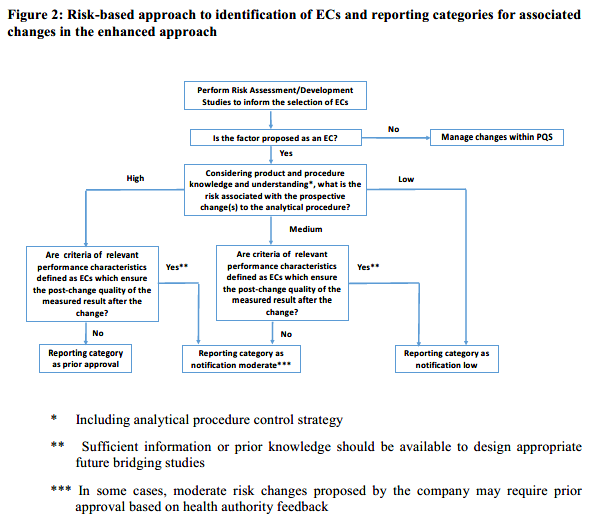 Figure 2: Risk-based approach to identification of ECs and reporting categories for associated
changes in the enhanced approach
Perform Risk Assessment/Development
Studies to inform the selection of ECs
Is the factor proposed as an EC?
No
Manage changes within PQS
Yes
Considering product and procedure
knowledge and understanding*, what is the
risk associated with the prospective
change(s) to the analytical procedure?
High
Low
Medium
Are criteria of relevant
performance characteristics
defined as ECs which ensure
the post-change quality of the
measured result after the
change?
Yes**
Are criteria of relevant
performance characteristics
defined as ECs which ensure
the post-change quality of the
measured result after the
change?
Yes**
No
No
Reporting category
as prior approval
Reporting category as
notification moderate***
Reporting category as
notification low
* Including analytical procedure control strategy
** Sufficient information or prior knowledge should be available to design appropriate
future bridging studies
*** In some cases, moderate risk changes proposed by the company may require prior
approval based on health authority feedback